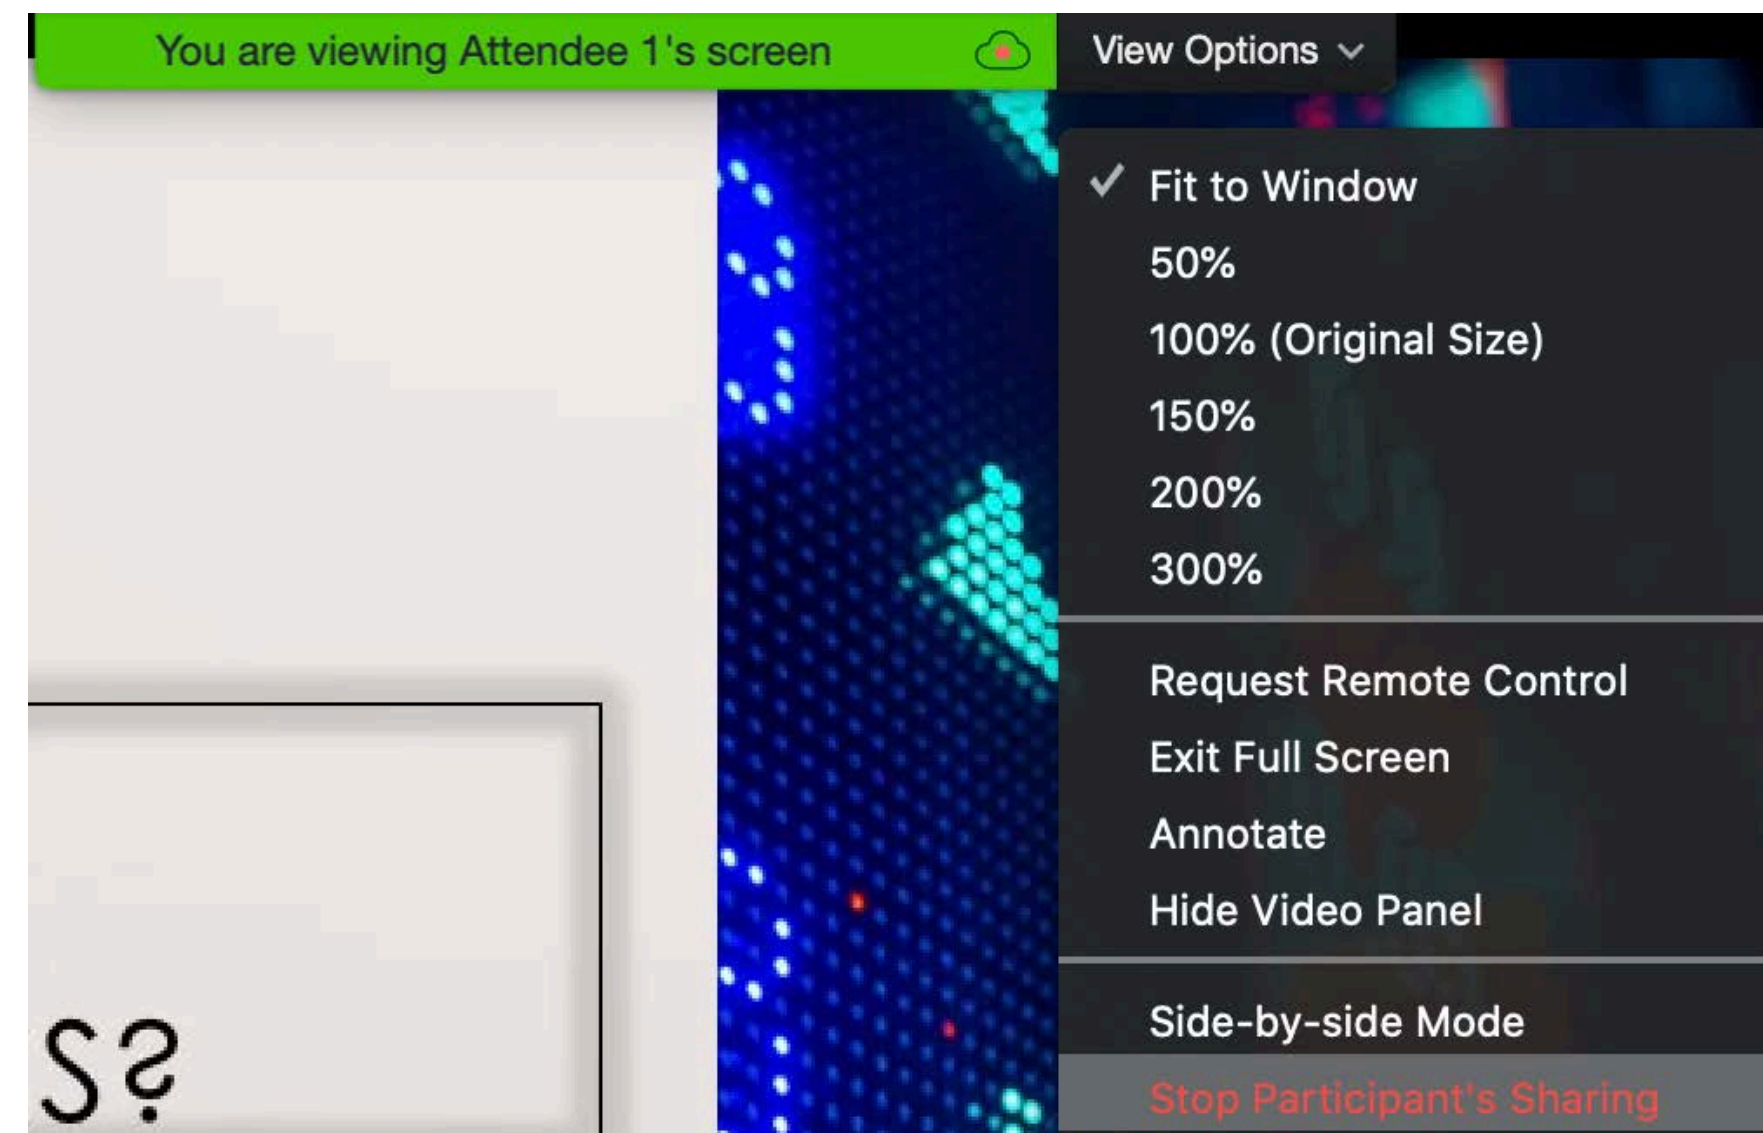 You are viewing Attendee 1's screen
View Options
Fit to Window
50%
100% (Original Size)
150%
200%
300%
Request Remote Control
Exit Full Screen
Annotate
Hide Video Panel
Side-by-side Mode
Stop Participant's Sharing